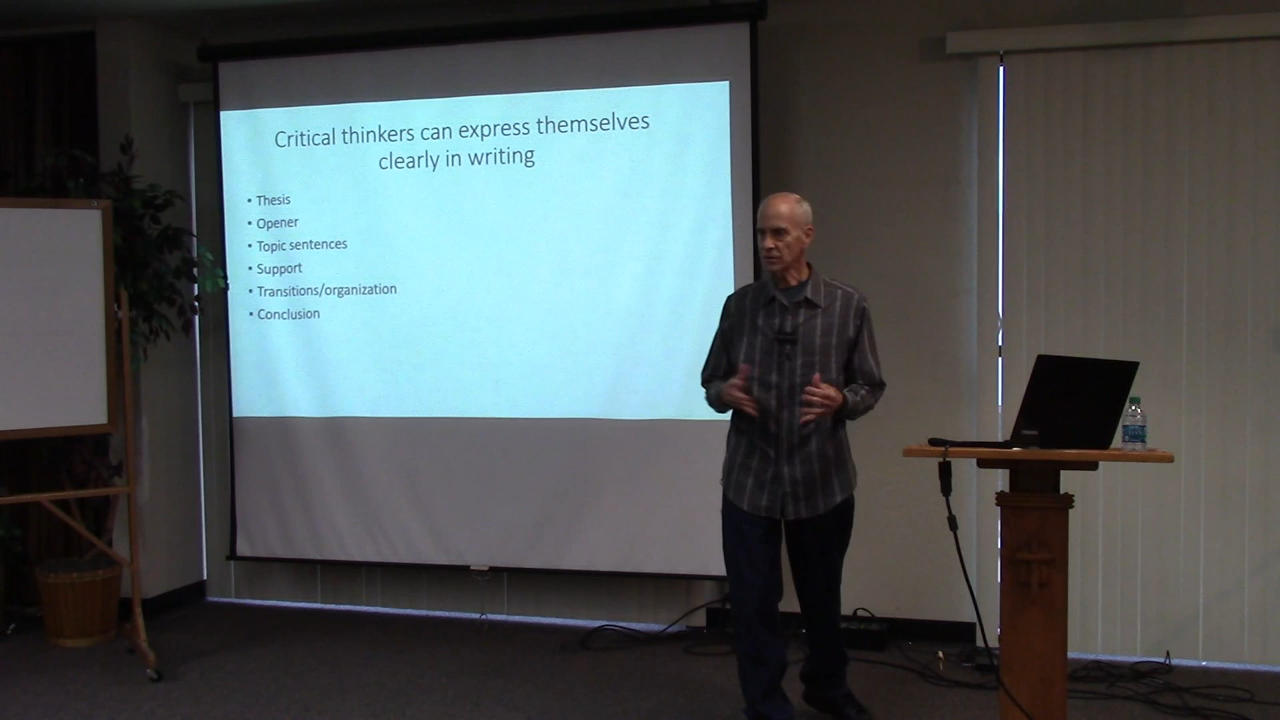 Critical thinkers can express themselves
clearly in writing
• Thesis
• Opener
• Topic sentences
• Support
• Transitions/organization
• Conclusion